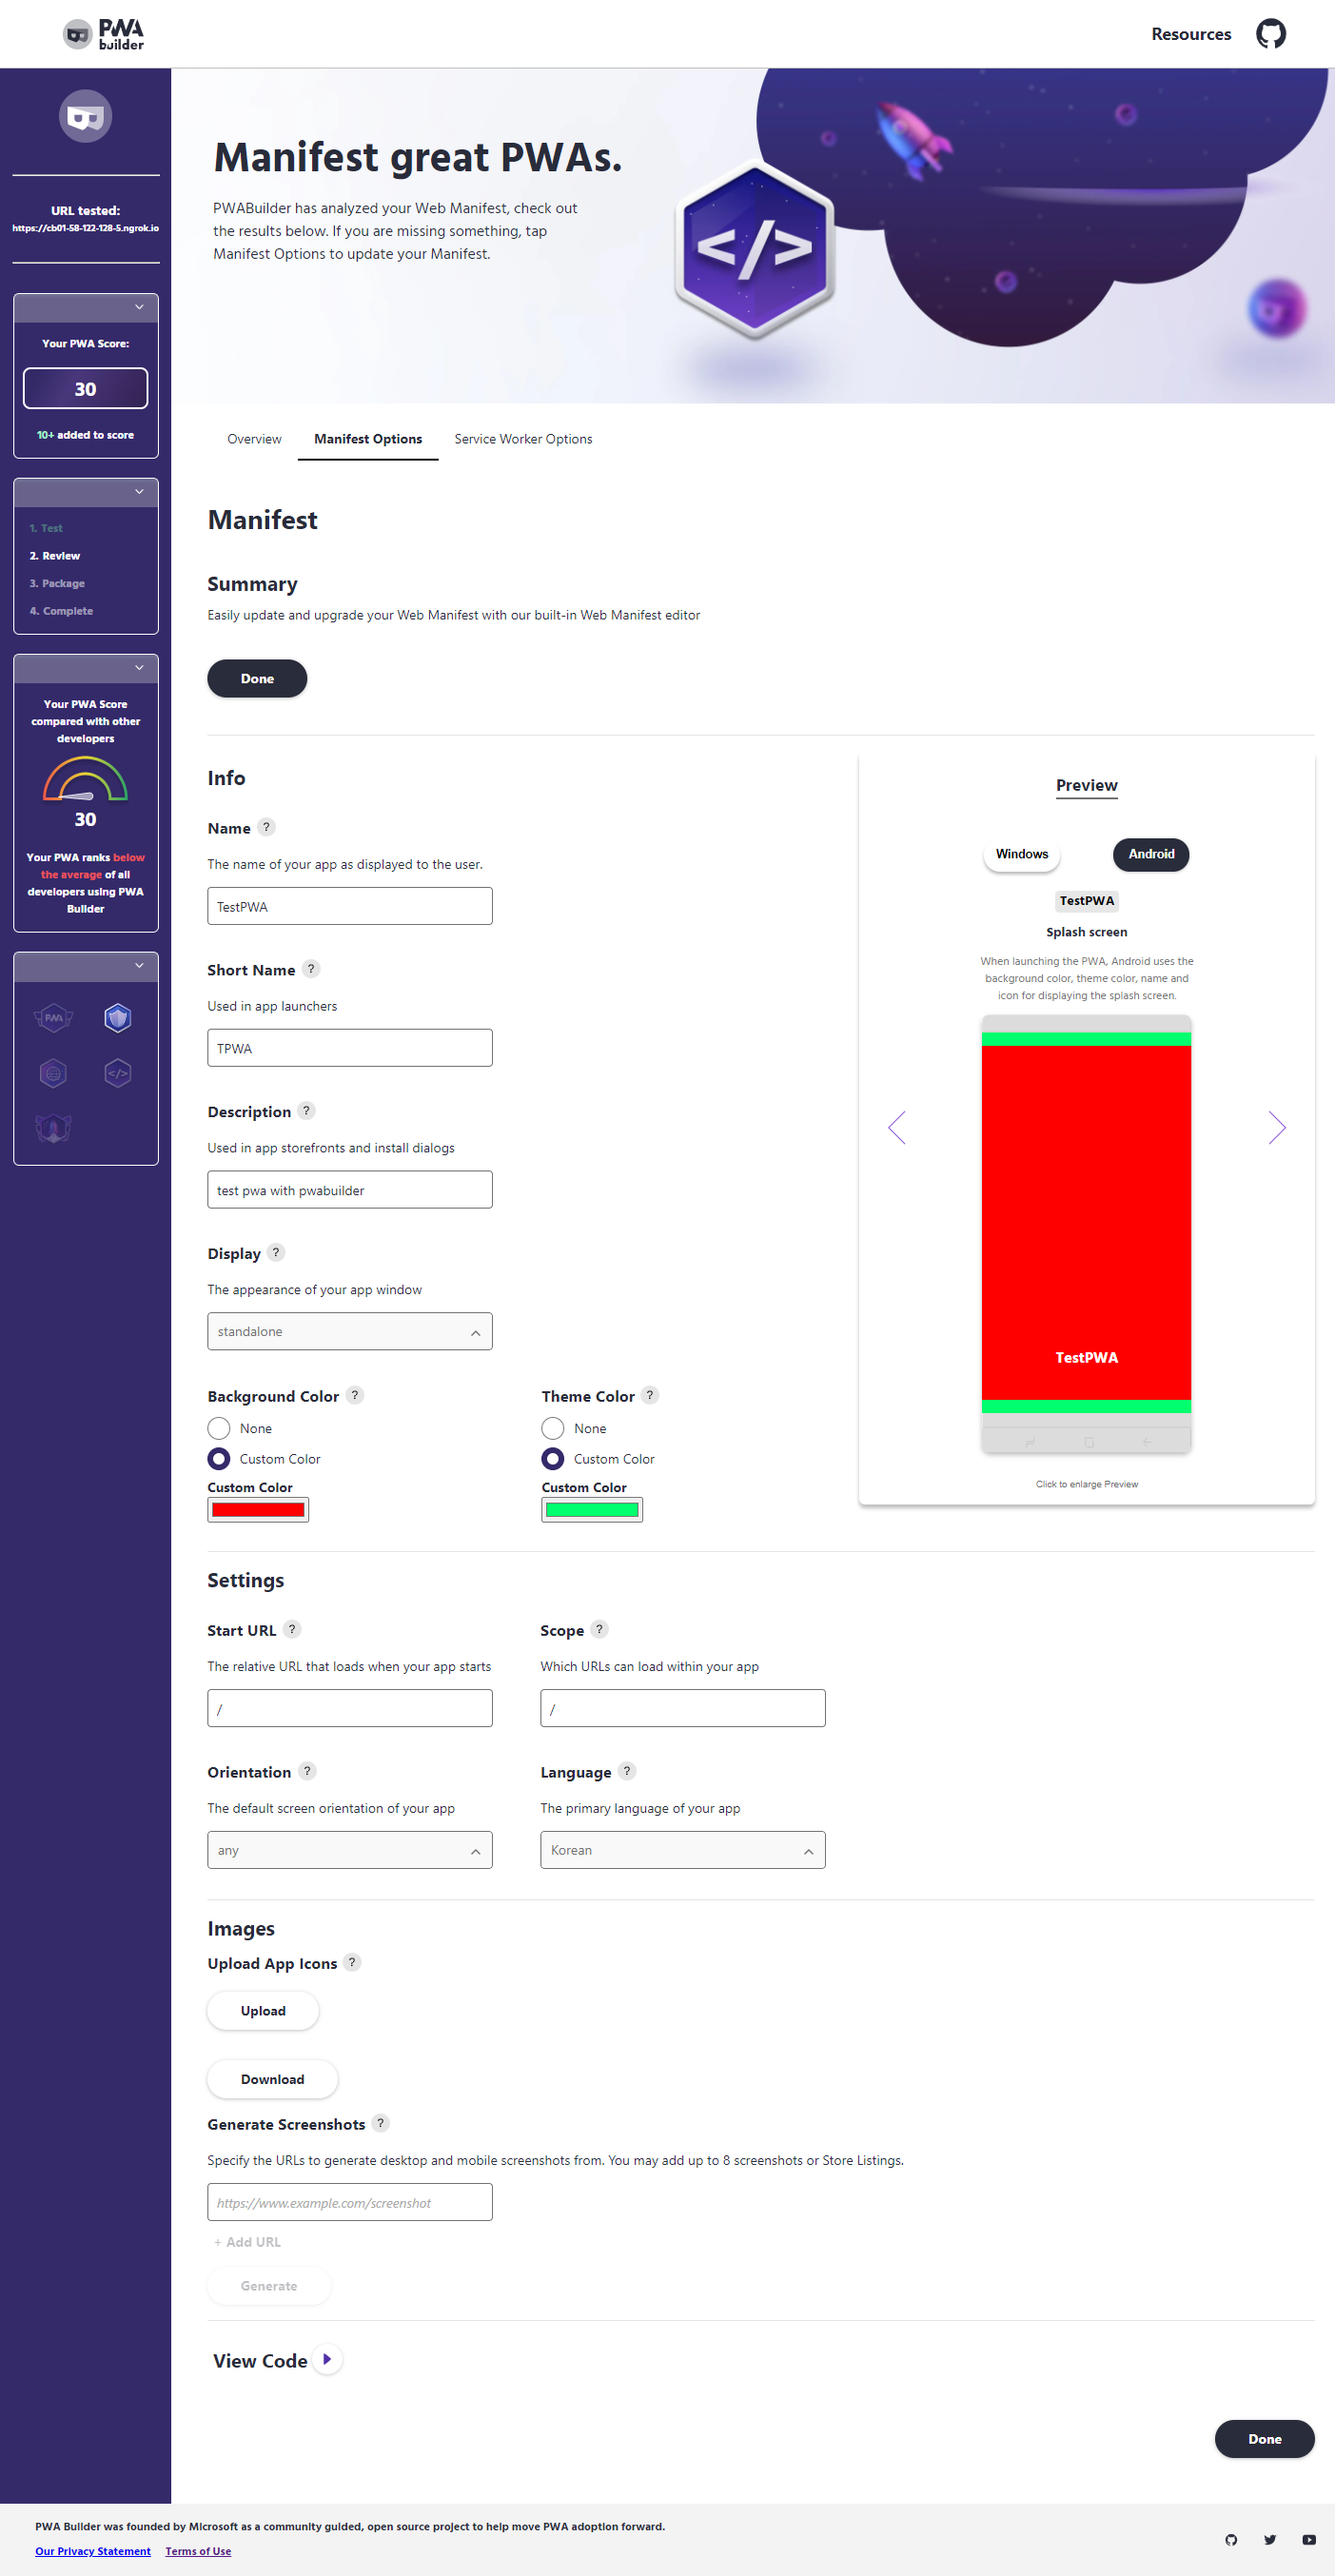 PWA
builder
Resources
URL tested:
https://cb01-58-122-128-5.ngrok.io
Your PWA Score:
30
10+ added to score
1. Test
2. Review
3. Package
4. Complete
Your PWA Score
compared with other
developers
30
Your PWA ranks below
the average of all
developers using PWA
Builder
PWA
</>
Manifest great PWAs.
PWABuilder has analyzed your Web Manifest, check out
the results below. If you are missing something, tap
Manifest Options to update your Manifest.
</>
Overview
Manifest Options
Service Worker Options
Manifest
Summary
Easily update and upgrade your Web Manifest with our built-in Web Manifest editor
Done
Info
Name ?
The name of your app as displayed to the user.
TestPWA
Short Name ?
Used in app launchers
TPWA
Description ?
Used in app storefronts and install dialogs
test pwa with pwabuilder
Display ?
The appearance of your app window
standalone
Background Color ?
None
Custom Color
Custom Color
Theme Color ?
None
Custom Color
Custom Color
Preview
Windows
Android
TestPWA
Splash screen
When launching the PWA, Android uses the
background color, theme color, name and
icon for displaying the splash screen.
TestPWA
Click to enlarge Preview
Settings
Start URL ?
The relative URL that loads when your app starts
/
Scope ?
Which URLs can load within your app
/
Orientation ?
The default screen orientation of your app
any
Language ?
The primary language of your app
Korean
Images
Upload App Icons ?
Upload
Download
Generate Screenshots ?
Specify the URLs to generate desktop and mobile screenshots from. You may add up to 8 screenshots or Store Listings.
https://www.example.com/screenshot
+ Add URL
Generate
View Code
Done
PWA Builder was founded by Microsoft as a community guided, open source project to help move PWA adoption forward.
Our Privacy Statement
Terms of Use